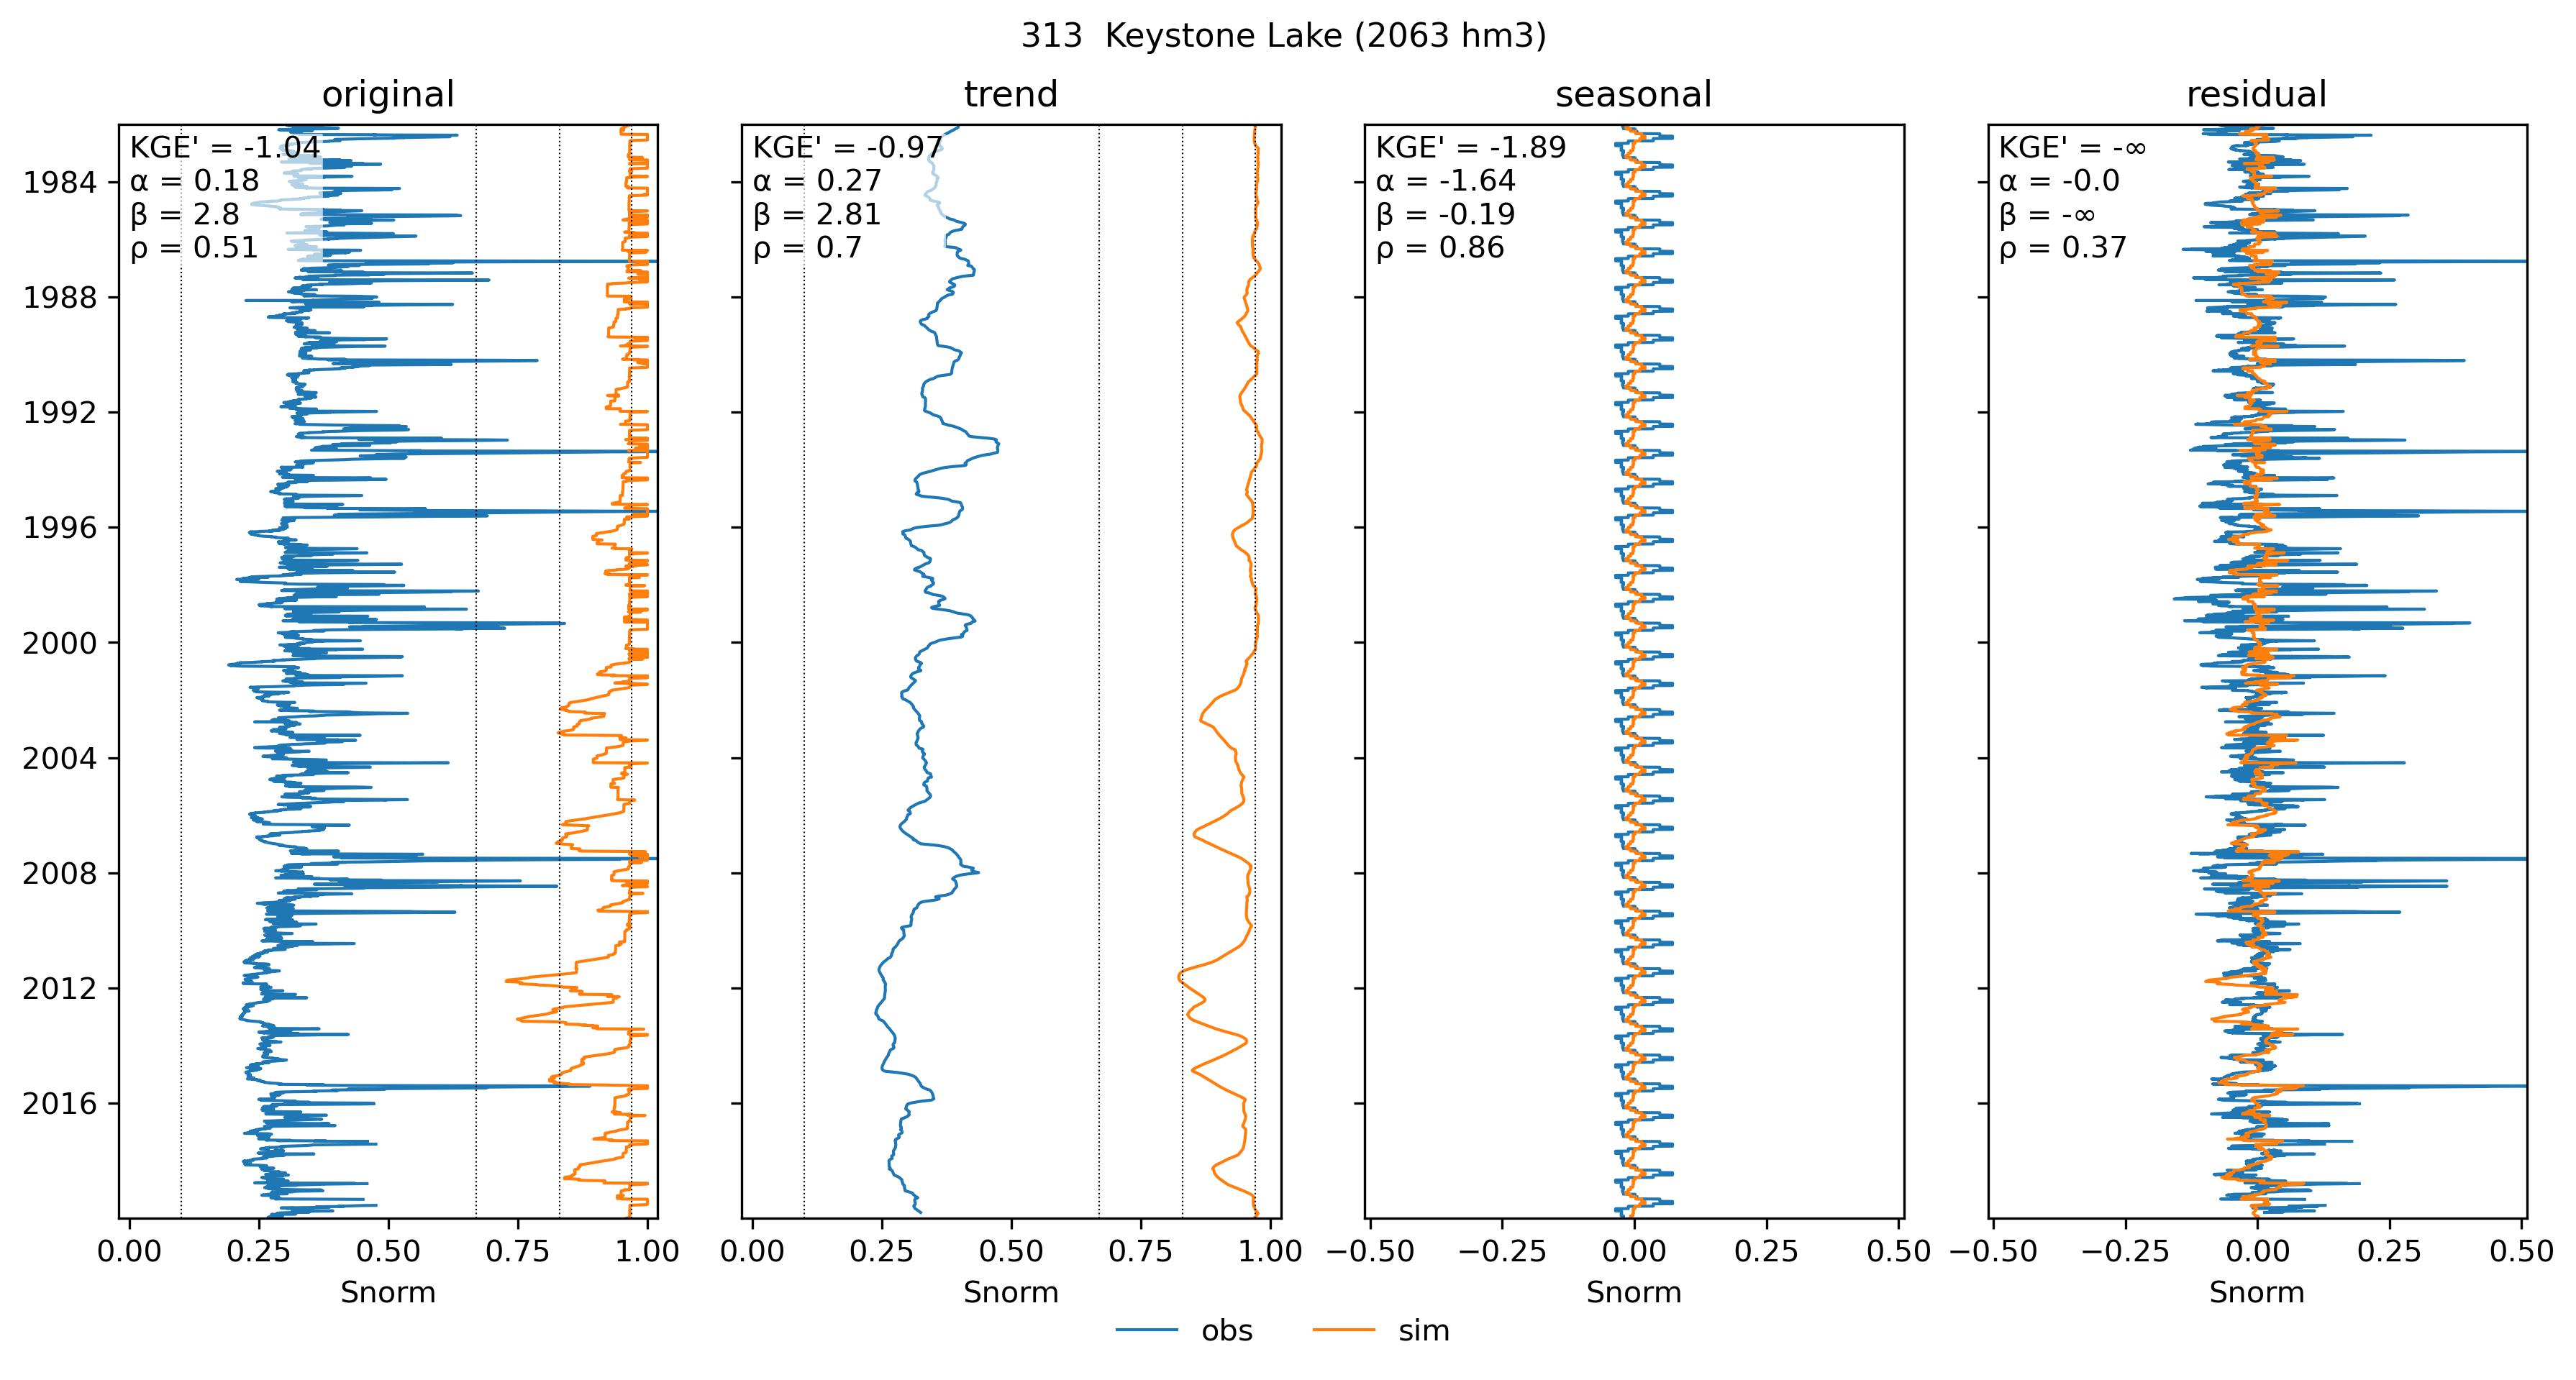 313  Keystone Lake (2063 hm3)
original
trend
seasonal
residual
KGE' = -1.04
α = 0.18
β = 2.8
ρ = 0.51
KGE' = -0.97
α = 0.27
β = 2.81
ρ = 0.7
KGE' = -1.89
α = -1.64
β = -0.19
ρ = 0.86
KGE' = -∞
α = -0.0
β = -∞
ρ = 0.37
1984
1988
1992
1996
2000
2004
2008
2012
2016
0.00 0.25 0.50 0.75 1.00
0.00 0.25 0.50 0.75 1.00
−0.50 −0.25 0.00 0.25 0.50
−0.50 −0.25 0.00 0.25 0.50
Snorm
Snorm
Snorm
Snorm
obs
sim